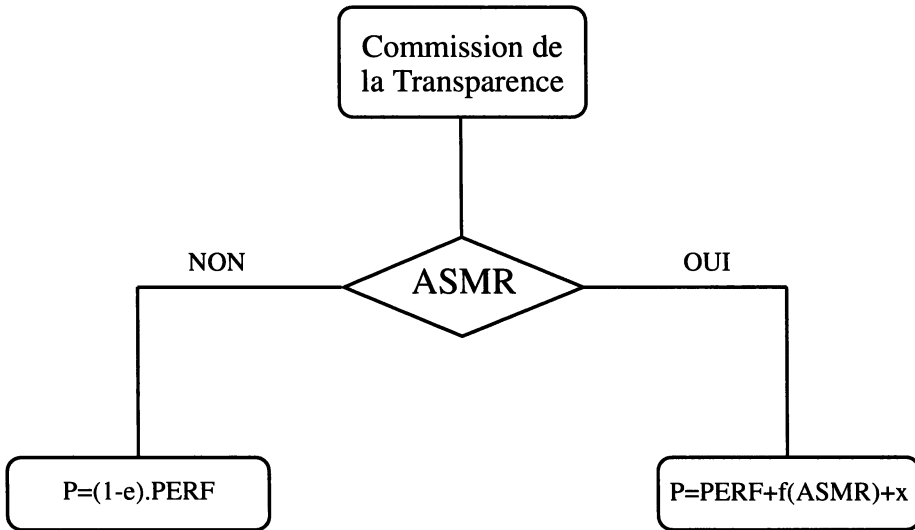 Commission de
la Transparence
NON
ASMR
OUI
P=(1-e).PERF
P=PERF+f(ASMR)+x